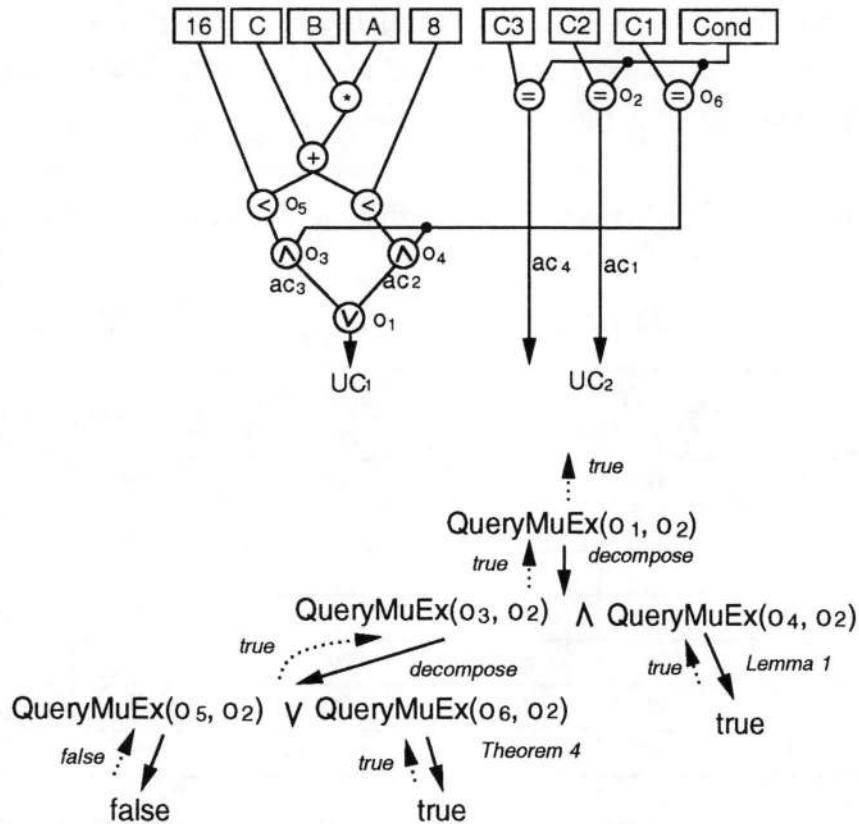 16 C B A 8 C3 C2 C1 Cond
* = = o2 = o6
+
< o5 <
∧ o3 ∧ o4
ac3 ac2 ac4 ac1
∨ o1
UC1 UC2
true
QueryMuEx(o1, o2)
true decompose
QueryMuEx(o3, o2) ∧ QueryMuEx(o4, o2)
true decompose true Lemma 1
QueryMuEx(o5, o2) ∨ QueryMuEx(o6, o2) true
false true Theorem 4
false true